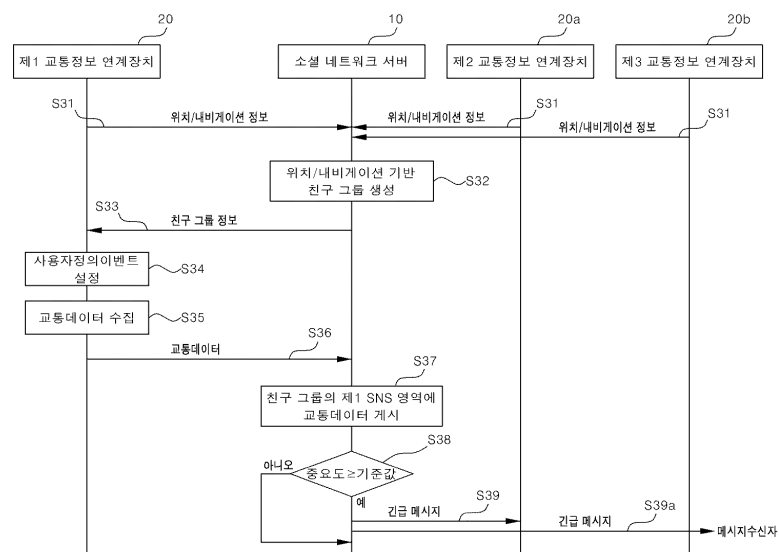 20
10
20a
20b
제1 교통정보 연계장치
소셜 네트워크 서버
제2 교통정보 연계장치
제3 교통정보 연계장치
S31
위치/내비게이션 정보
위치/내비게이션 정보
S31
위치/내비게이션 정보
S31
위치/내비게이션 기반
친구 그룹 생성
S32
S33
친구 그룹 정보
사용자정의이벤트
설정
S34
교통데이터 수집
S35
교통데이터
S36
S37
친구 그룹의 제1 SNS 영역에
교통데이터 게시
S38
아니오
중요도≥기준값
예
긴급 메시지
S39
긴급 메시지
S39a
메시지수신자